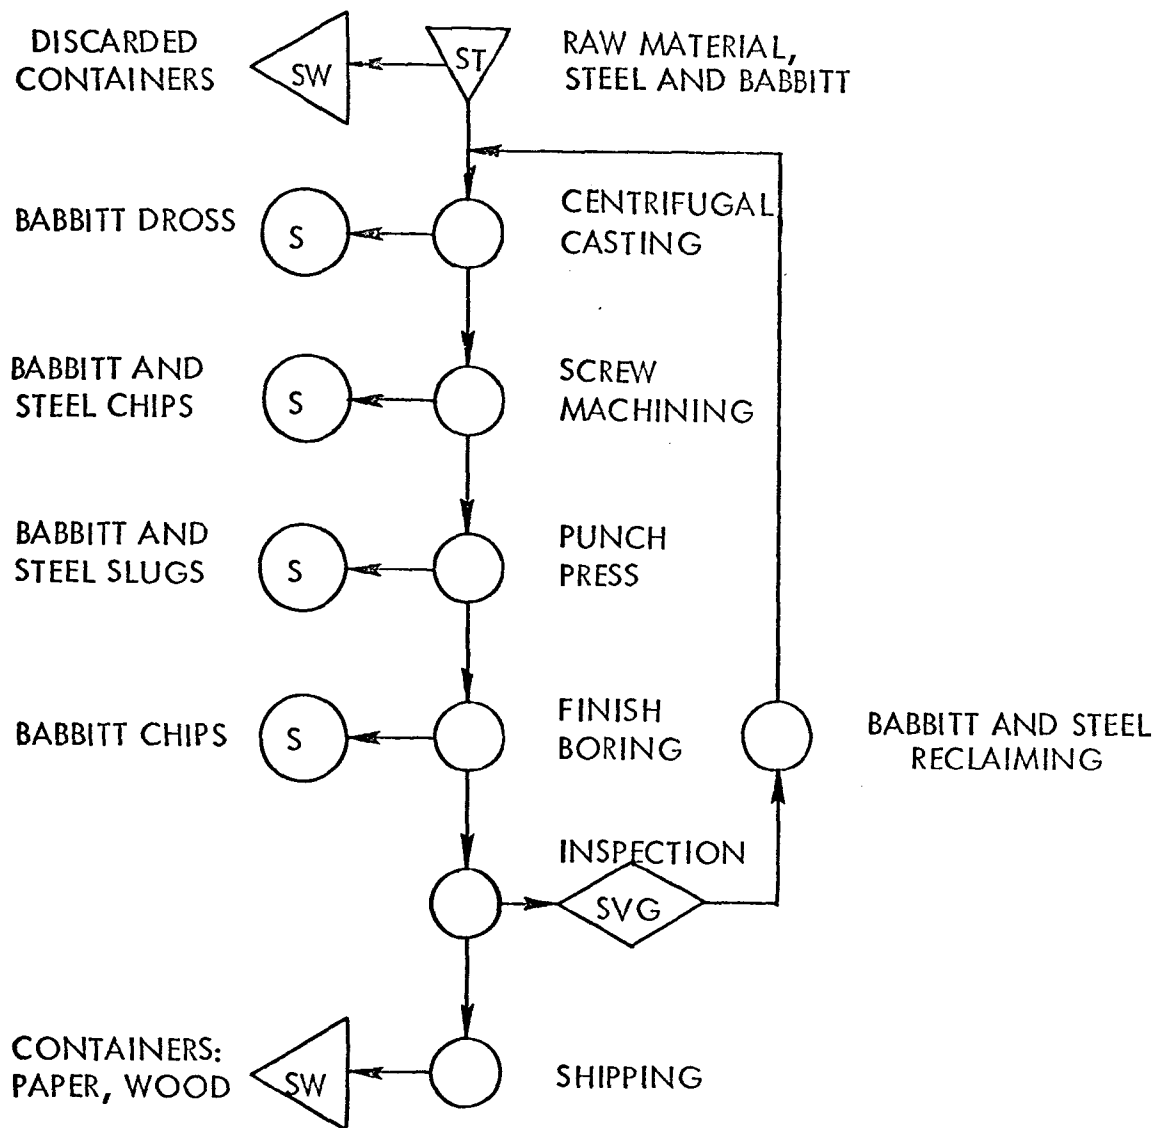 DISCARDED
CONTAINERS
SW
ST
RAW MATERIAL,
STEEL AND BABBITT
BABBITT DROSS
S
CENTRIFUGAL
CASTING
BABBITT AND
STEEL CHIPS
S
SCREW
MACHINING
BABBITT AND
STEEL SLUGS
S
PUNCH
PRESS
BABBITT CHIPS
S
FINISH
BORING
BABBITT AND STEEL
RECLAIMING
INSPECTION
SVG
CONTAINERS:
PAPER, WOOD
SW
SHIPPING